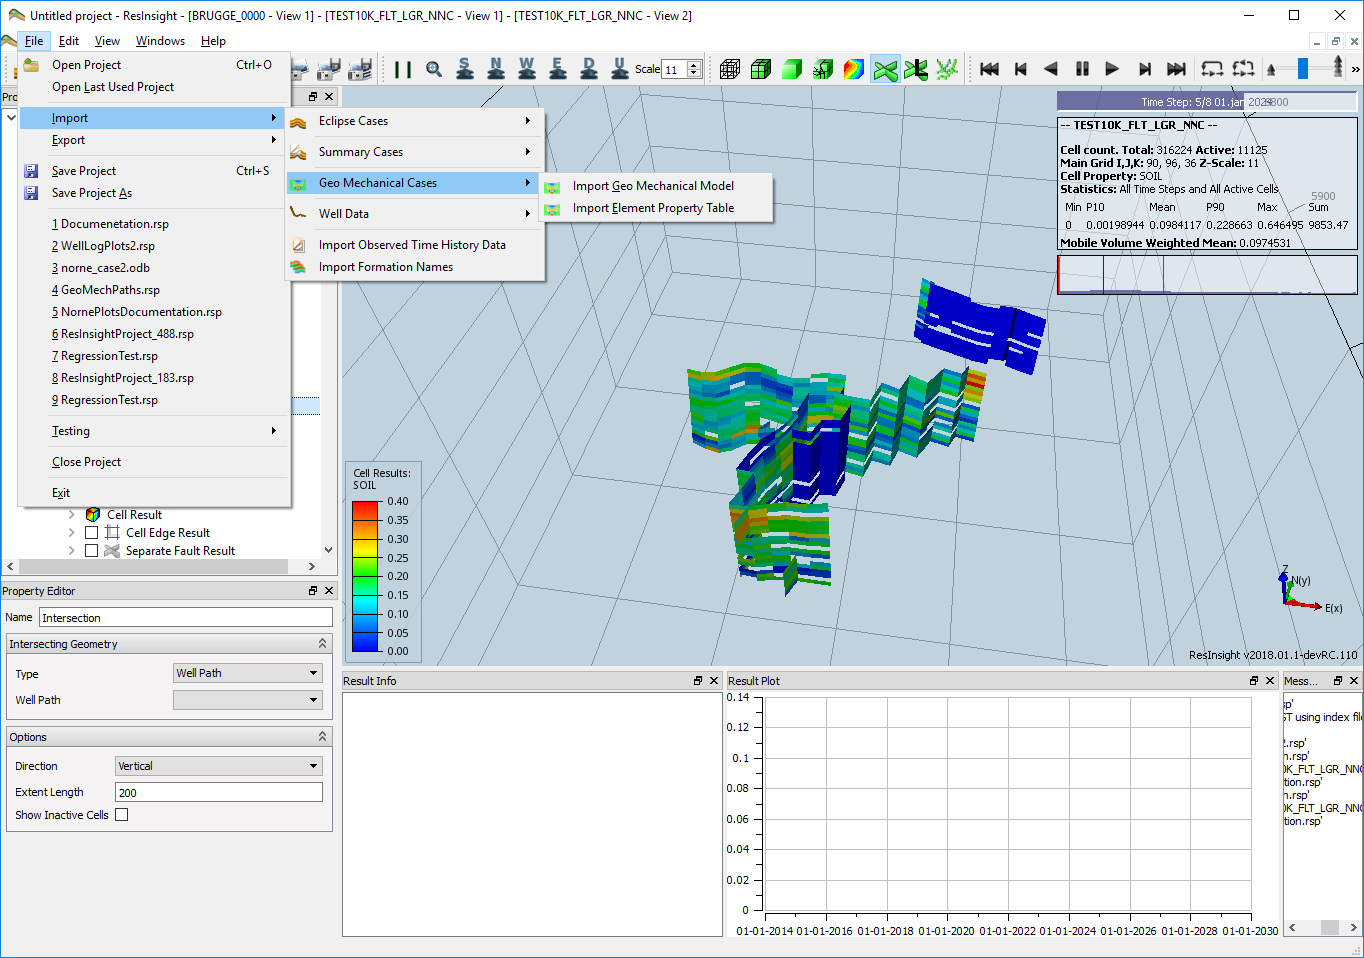 Untitled project - ResInsight - [BRUGGE_0000 - View 1] - [TEST10K_FLT_LGR_NNC - View 1] - [TEST10K_FLT_LGR_NNC - View 2]
File Edit View Windows Help
Open Project Ctrl+O
Open Last Used Project
Import
Export
Save Project Ctrl+S
Save Project As
1 Documenetation.rsp
2 WellLogPlots2.rsp
3 norne_case2.odb
4 GeoMechPaths.rsp
5 NornePlotsDocumentation.rsp
6 ResInsightProject_488.rsp
7 RegressionTest.rsp
8 ResInsightProject_183.rsp
9 RegressionTest.rsp
Testing
Close Project
Exit
Eclipse Cases
Summary Cases
Geo Mechanical Cases
Well Data
Import Observed Time History Data
Import Formation Names
Import Geo Mechanical Model
Import Element Property Table
S N W E D U Scale 11
Time Step: 5/8 01.jan 2024
-- TEST10K_FLT_LGR_NNC --
Cell count. Total: 316224 Active: 11125
Main Grid I,J,K: 90, 96, 36 Z-Scale: 11
Cell Property: SOIL
Statistics: All Time Steps and All Active Cells
5900
Min P10 Mean P90 Max Sum
0 0.00198944 0.0984117 0.228663 0.646495 9853.47
Mobile Volume Weighted Mean: 0.0974531
Cell Results:
SOIL
0.40
0.35
0.30
0.25
0.20
0.15
0.10
0.05
0.00
Z
N(y)
E(x)
ResInsight v2018.01.1-devRC.110
Cell Result
Cell Edge Result
Separate Fault Result
Property Editor
Name Intersection
Intersecting Geometry
Type Well Path
Well Path
Options
Direction Vertical
Extent Length 200
Show Inactive Cells
Result Info
Result Plot
0.14
0.12
0.1
0.08
0.06
0.04
0.02
0
01-01-2014 01-01-2016 01-01-2018 01-01-2020 01-01-2022 01-01-2024 01-01-2026 01-01-2028 01-01-2030
Mess...
sp'
ST using index file
2.rsp'
n.rsp'
0K_FLT_LGR_NNC
tion.rsp'
n.rsp'
0K_FLT_LGR_NNC
tion.rsp'